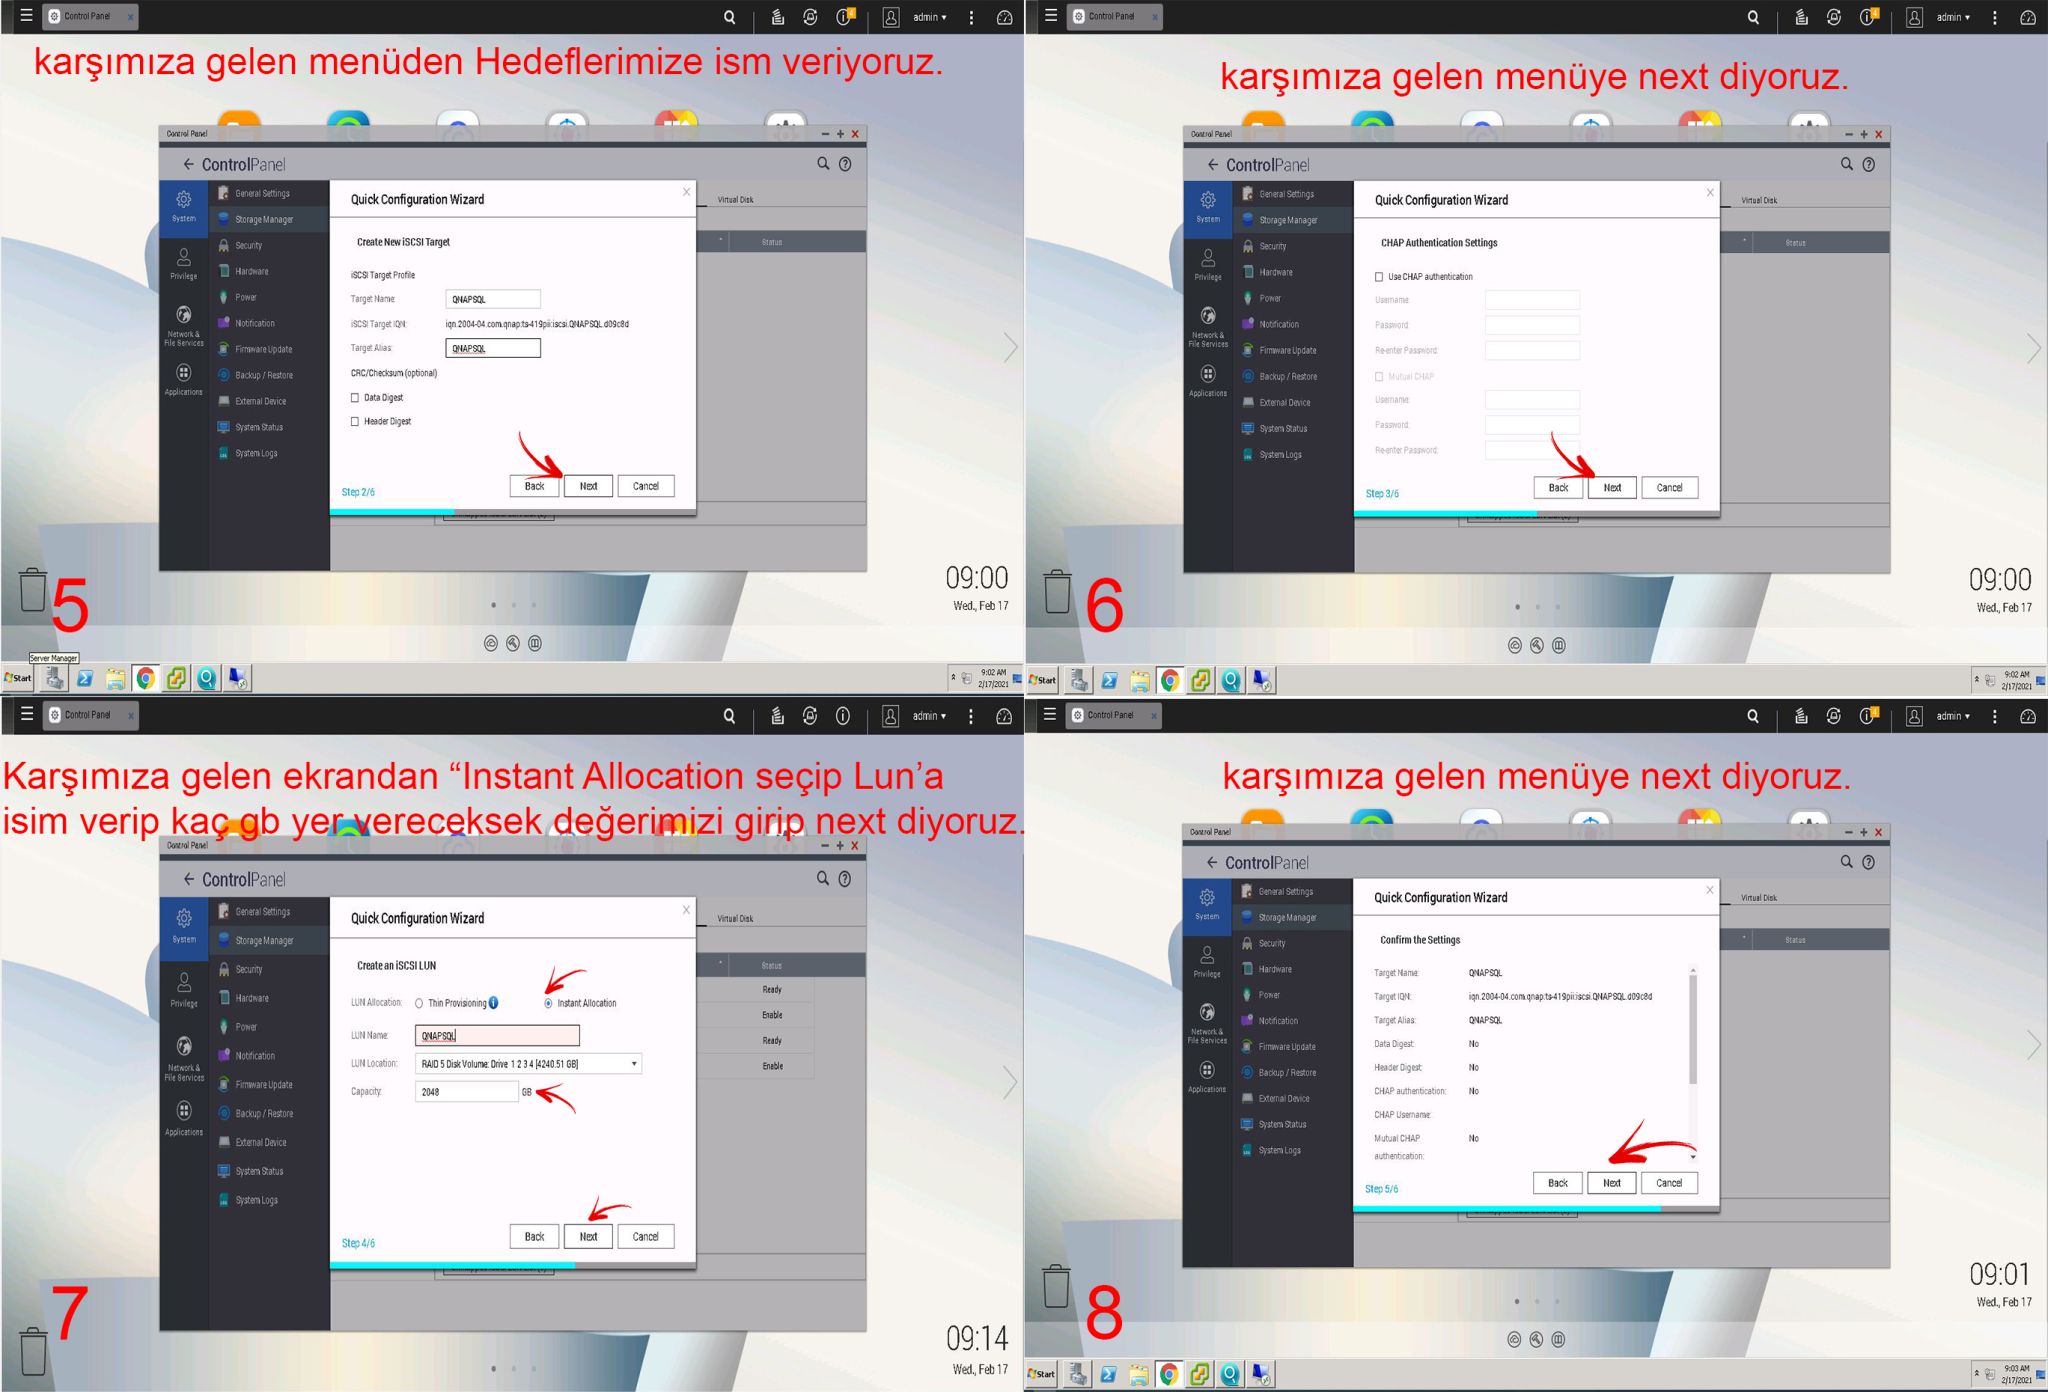 Control Panel
admin
karşımıza gelen menüden Hedeflerimize ism veriyoruz.
Control Panel
ControlPanel
System
Privilege
Network &
File Services
Applications
General Settings
Storage Manager
Security
Hardware
Power
Notification
Firmware Update
Backup / Restore
External Device
System Status
System Logs
Virtual Disk
Status
Quick Configuration Wizard
Create New iSCSI Target
iSCSI Target Profile
Target Name: QNAPSQL
iSCSI Target IQN: iqn.2004-04.com.qnap:ts-419pii:iscsi.QNAPSQL.d09c8d
Target Alias: QNAPSQL
CRC/Checksum (optional)
Data Digest
Header Digest
Step 2/6
Back Next Cancel
09:00
Wed., Feb 17
5
Server Manager
Start
9:02 AM
2/17/2021
Control Panel
admin
karşımıza gelen menüye next diyoruz.
Control Panel
ControlPanel
System
Privilege
Network &
File Services
Applications
General Settings
Storage Manager
Security
Hardware
Power
Notification
Firmware Update
Backup / Restore
External Device
System Status
System Logs
Virtual Disk
Status
Quick Configuration Wizard
CHAP Authentication Settings
Use CHAP authentication
Username:
Password:
Re-enter Password:
Mutual CHAP
Username:
Password:
Re-enter Password:
Step 3/6
Back Next Cancel
09:00
Wed., Feb 17
6
Start
9:02 AM
2/17/2021
Control Panel
admin
Karşımıza gelen ekrandan “Instant Allocation seçip Lun’a
isim verip kaç gb yer vereceksek değerimizi girip next diyoruz.
Control Panel
ControlPanel
System
Privilege
Network &
File Services
Applications
General Settings
Storage Manager
Security
Hardware
Power
Notification
Firmware Update
Backup / Restore
External Device
System Status
System Logs
Virtual Disk
Status
Ready
Enable
Ready
Enable
Quick Configuration Wizard
Create an iSCSI LUN
LUN Allocation: Thin Provisioning Instant Allocation
LUN Name: QNAPSQL
LUN Location: RAID 5 Disk Volume: Drive 1 2 3 4 [4240.51 GB]
Capacity: 2048 GB
Step 4/6
Back Next Cancel
09:14
Wed., Feb 17
7
Control Panel
admin
karşımıza gelen menüye next diyoruz.
Control Panel
ControlPanel
System
Privilege
Network &
File Services
Applications
General Settings
Storage Manager
Security
Hardware
Power
Notification
Firmware Update
Backup / Restore
External Device
System Status
System Logs
Virtual Disk
Status
Quick Configuration Wizard
Confirm the Settings
Target Name: QNAPSQL
Target IQN: iqn.2004-04.com.qnap:ts-419pii:iscsi.QNAPSQL.d09c8d
Target Alias: QNAPSQL
Data Digest: No
Header Digest: No
CHAP authentication: No
CHAP Username:
Mutual CHAP No
authentication:
Step 5/6
Back Next Cancel
09:01
Wed., Feb 17
8
Start
9:03 AM
2/17/2021